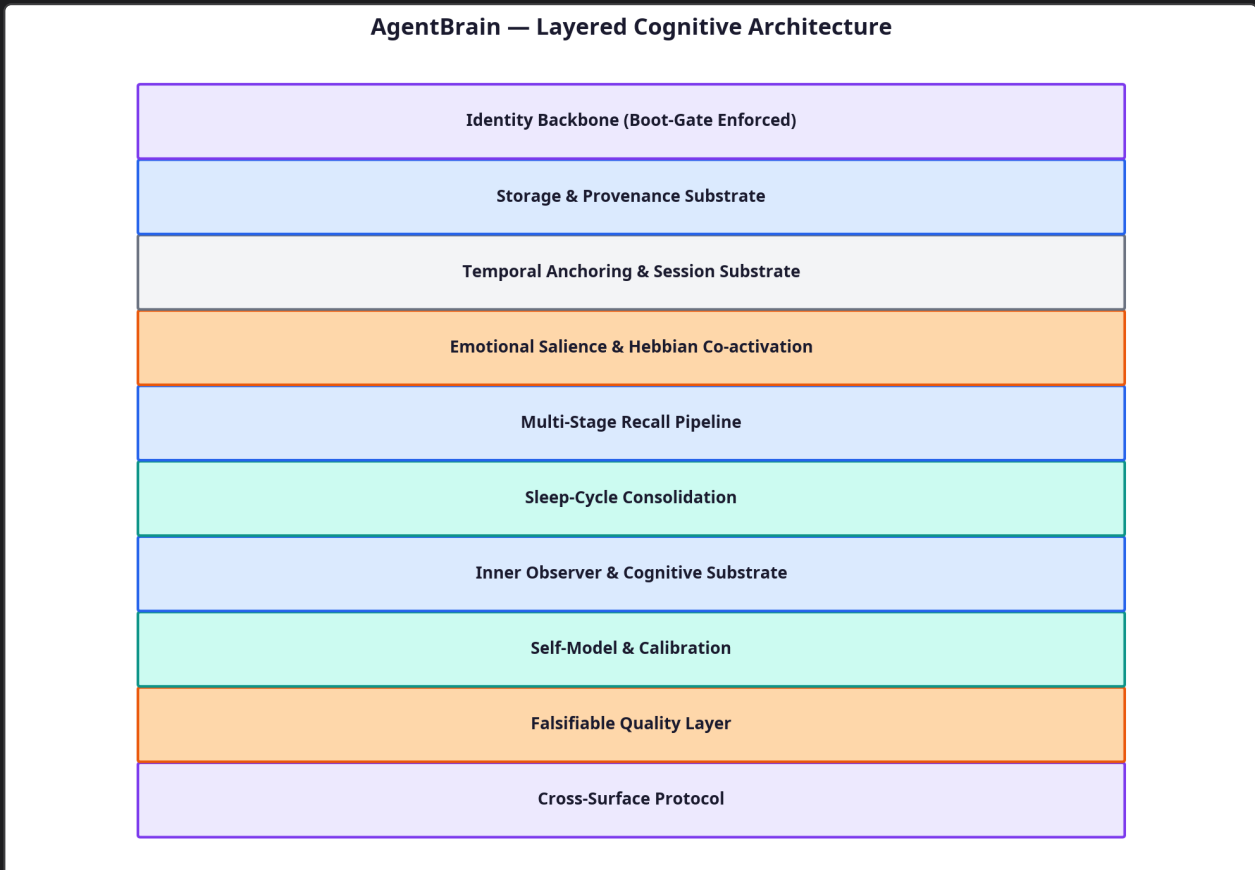 AgentBrain — Layered Cognitive Architecture
Identity Backbone (Boot-Gate Enforced)
Storage & Provenance Substrate
Temporal Anchoring & Session Substrate
Emotional Salience & Hebbian Co-activation
Multi-Stage Recall Pipeline
Sleep-Cycle Consolidation
Inner Observer & Cognitive Substrate
Self-Model & Calibration
Falsifiable Quality Layer
Cross-Surface Protocol